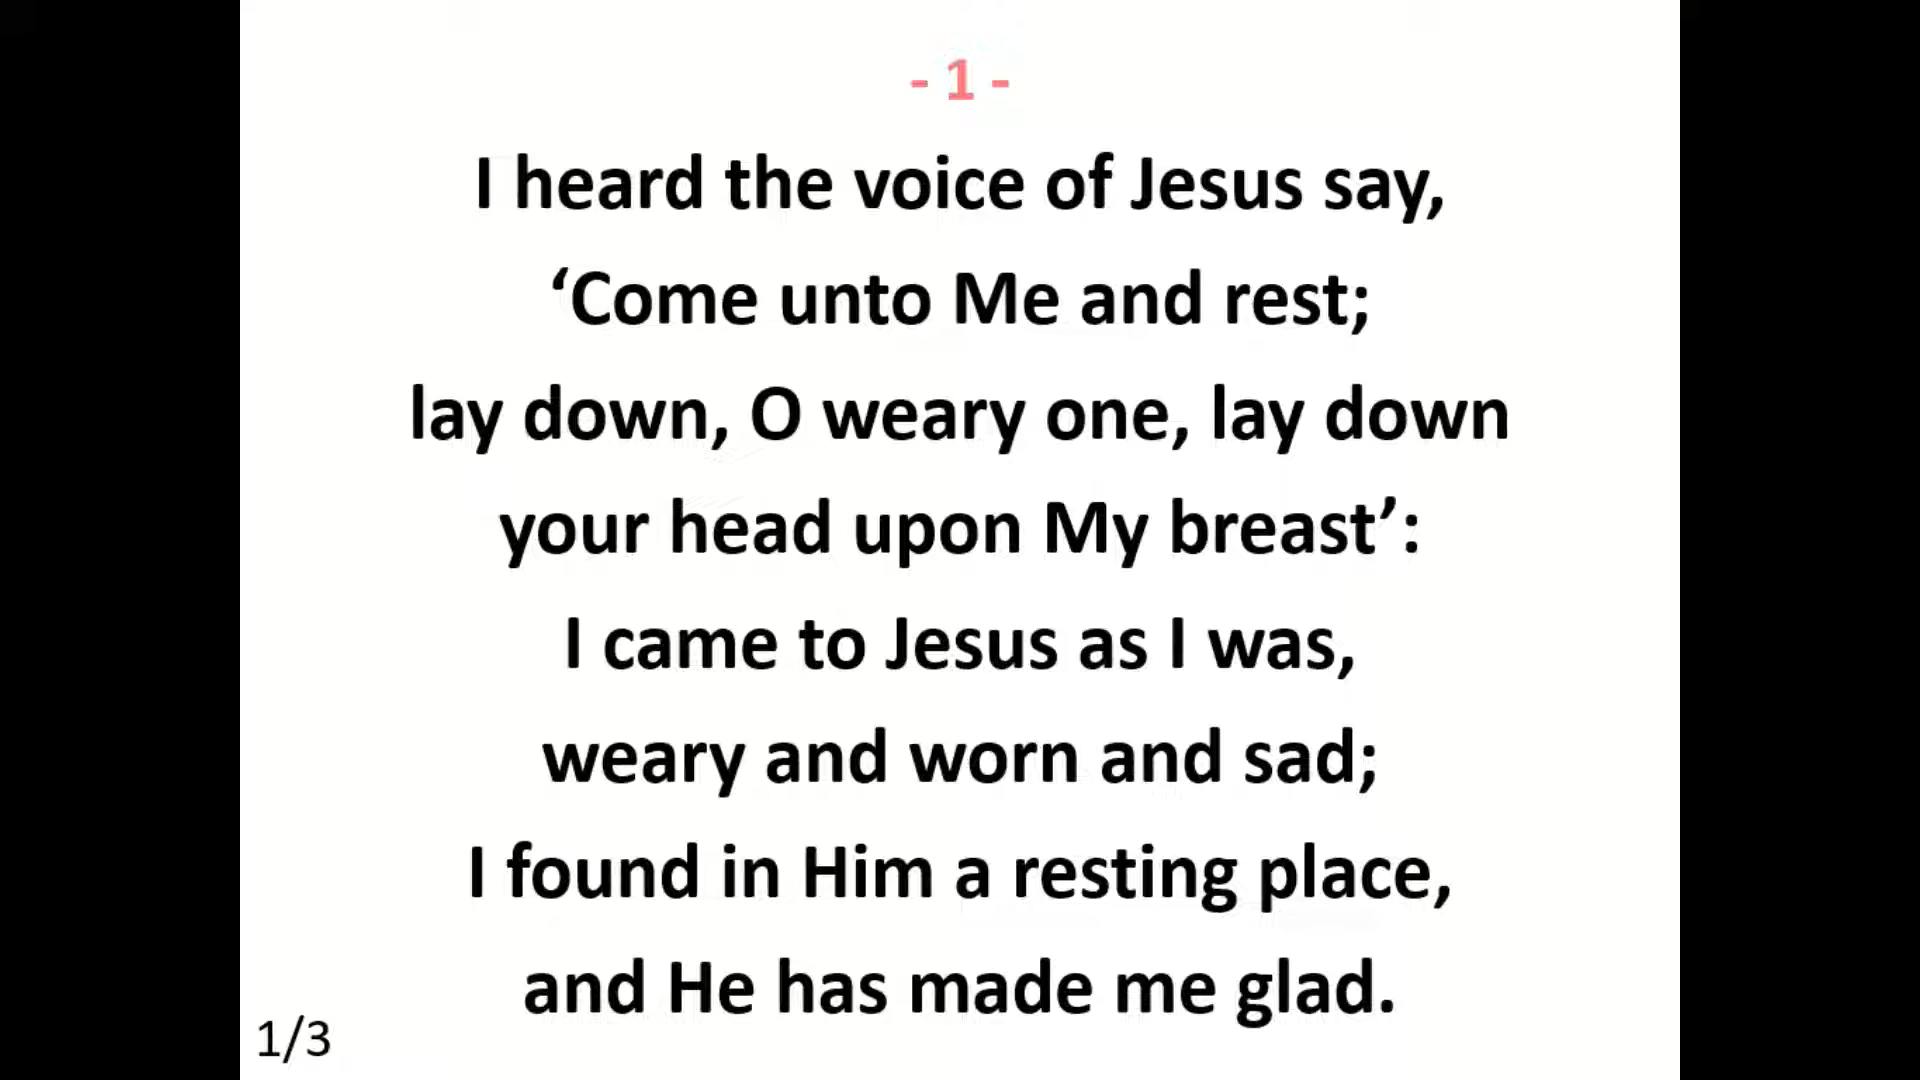 - 1 -
I heard the voice of Jesus say,
‘Come unto Me and rest;
lay down, O weary one, lay down
your head upon My breast’:
I came to Jesus as I was,
weary and worn and sad;
I found in Him a resting place,
and He has made me glad.
1/3